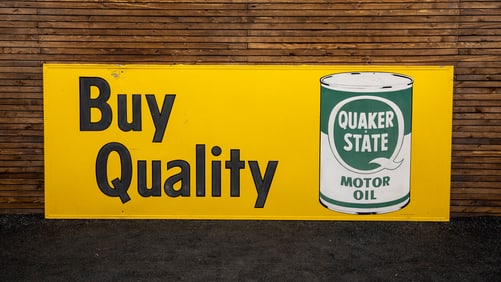 Buy
Quality
QUAKER
STATE
MOTOR
OIL